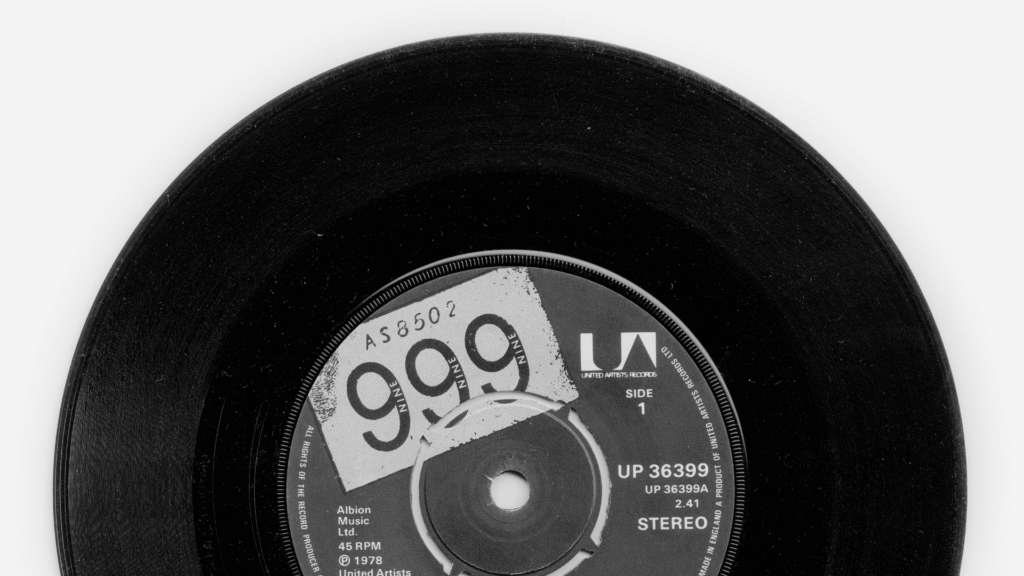 AS8502
999
NINE NINE NINE
UNITED ARTISTS RECORDS
SIDE
1
UP 36399
UP 36399A
2.41
STEREO
Albion
Music
Ltd.
45 RPM
Ⓟ 1978
United Artists
ALL RIGHTS OF THE RECORD PRODUCER
MADE IN ENGLAND A PRODUCT OF UNITED ARTISTS RECORDS LTD